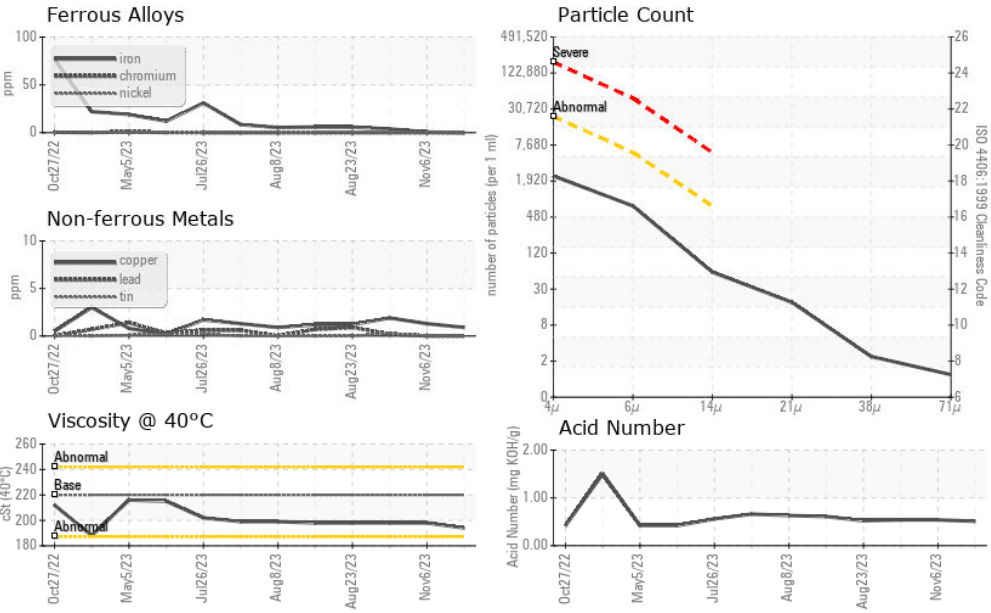 Ferrous Alloys
ppm
100
50
0
iron
chromium
nickel
Oct27/22
May5/23
Jul26/23
Aug8/23
Aug23/23
Nov6/23
Non-ferrous Metals
ppm
10
5
0
copper
lead
tin
Oct27/22
May5/23
Jul26/23
Aug8/23
Aug23/23
Nov6/23
Viscosity @ 40°C
cSt (40°C)
260
240
220
200
180
Abnormal
Base
Abnormal
Oct27/22
May5/23
Jul26/23
Aug8/23
Aug23/23
Nov6/23
Particle Count
number of particles (per 1 ml)
491,520
122,880
30,720
7,680
1,920
480
120
30
8
2
0
Severe
Abnormal
26
24
22
20
18
16
14
12
10
8
6
ISO 4406:1999 Cleanliness Code
4µ
6µ
14µ
21µ
38µ
71µ
Acid Number
Acid Number (mg KOH/g)
2.00
1.00
0.00
Oct27/22
May5/23
Jul26/23
Aug8/23
Aug23/23
Nov6/23